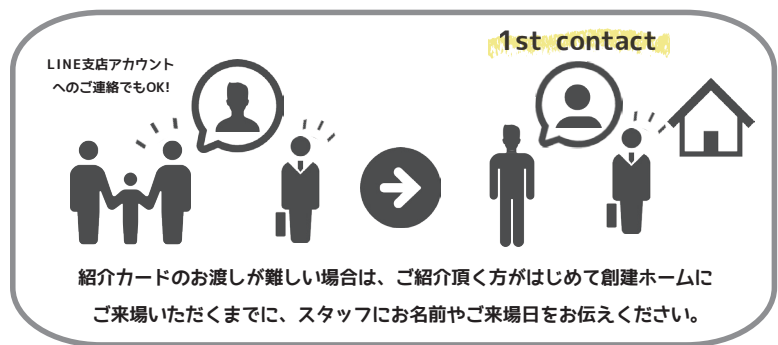 LINE支店アカウント
へのご連絡でもOK!
1st contact
紹介カードのお渡しが難しい場合は、ご紹介頂く方がはじめて創建ホームに
ご来場いただくまでに、スタッフにお名前やご来場日をお伝えください。